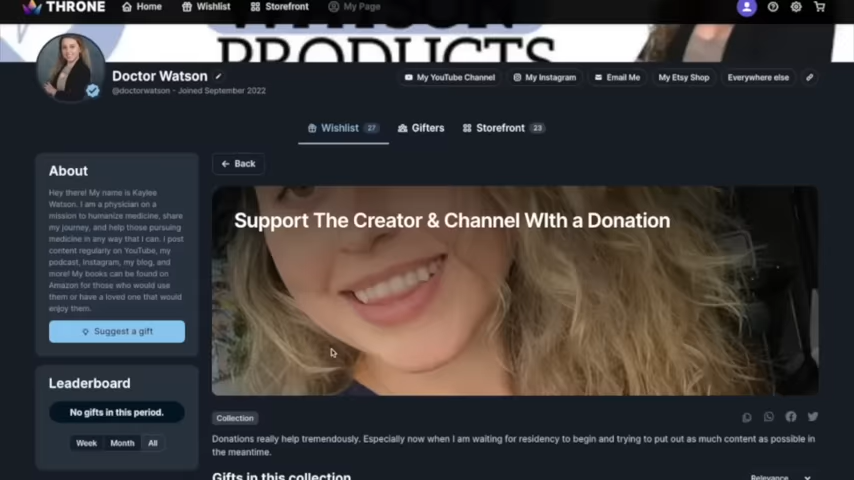 THRONE
Home
Wishlist
Storefront
My Page
WATSON
PRODUCTS
Doctor Watson
@doctorwatson - Joined September 2022
My YouTube Channel
My Instagram
Email Me
My Etsy Shop
Everywhere else
Wishlist 27
Gifters
Storefront 23
About
Hey there! My name is Kaylee
Watson. I am a physician on a
mission to humanize medicine, share
my journey, and help those pursuing
medicine in any way that I can. I post
content regularly on YouTube, my
podcast, Instagram, my blog, and
more! My books can be found on
Amazon for those who would use
them or have a loved one that would
enjoy them.
Suggest a gift
Leaderboard
No gifts in this period.
Week Month All
Back
Support The Creator & Channel WIth a Donation
Collection
Donations really help tremendously. Especially now when I am waiting for residency to begin and trying to put out as much content as possible in
the meantime.
Gifts in this collection
Relevance